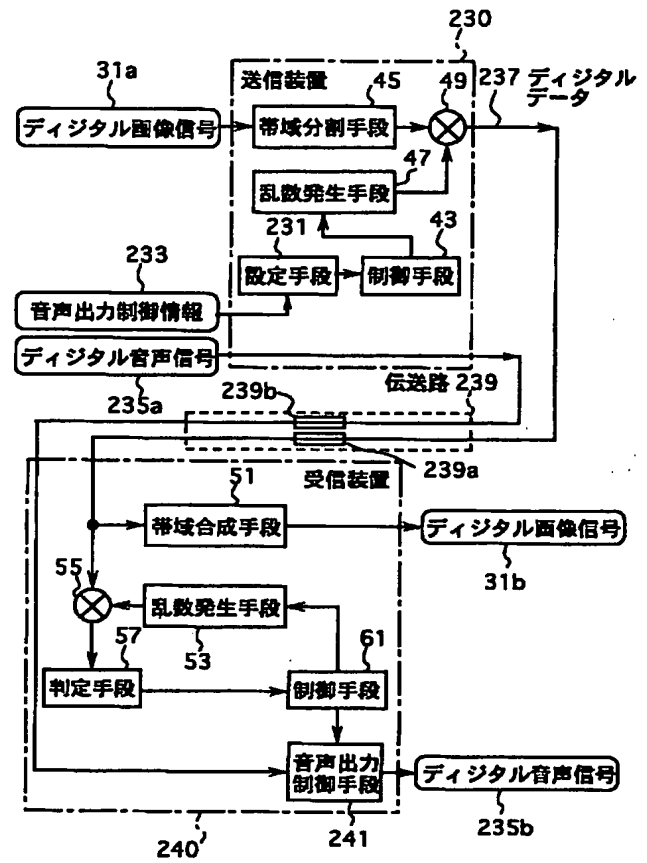 230
31a
送信装置
45
49
237
ディジタル
データ
ディジタル画像信号
帯域分割手段
47
乱数発生手段
231
43
233
設定手段
制御手段
音声出力制御情報
ディジタル音声信号
235a
239b
伝送路 239
239a
51
受信装置
帯域合成手段
ディジタル画像信号
31b
55
乱数発生手段
57
53
61
判定手段
制御手段
音声出力
制御手段
ディジタル音声信号
240
241
235b